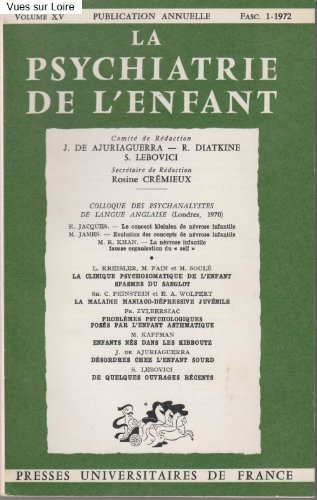 Vues sur Loire
VOLUME XV PUBLICATION ANNUELLE FASC. 1-1972
LA
PSYCHIATRIE
DE L'ENFANT
Comité de Rédaction
J. DE AJURIAGUERRA — R. DIATKINE
S. LEBOVICI
Secrétaire de Rédaction
Rosine CRÉMIEUX
COLLOQUE DES PSYCHANALYSTES
DE LANGUE ANGLAISE (Londres, 1970)
E. JACQUES. — Le concept kleinien de névrose infantile
M. JAMES. — Evolution des concepts de névrose infantile
M. R. KHAN. — La névrose infantile
fausse organisation du « self »
L. KREISLER, M. FAIN et M. SOULÉ
LA CLINIQUE PSYCHOSOMATIQUE DE L'ENFANT
SPASMES DU SANGLOT
SH. C. FEINSTEIN et E. A. WOLPERT
LA MALADIE MANIACO-DÉPRESSIVE JUVÉNILE
FR. ZYLBERSZAC
PROBLÈMES PSYCHOLOGIQUES
POSÉS PAR L'ENFANT ASTHMATIQUE
M. KAFFMAN
ENFANTS NÉS DANS LES KIBBOUTZ
J. DE AJURIAGUERRA
DÉSORDRES CHEZ L'ENFANT SOURD
S. LEBOVICI
DE QUELQUES OUVRAGES RÉCENTS
PRESSES UNIVERSITAIRES DE FRANCE